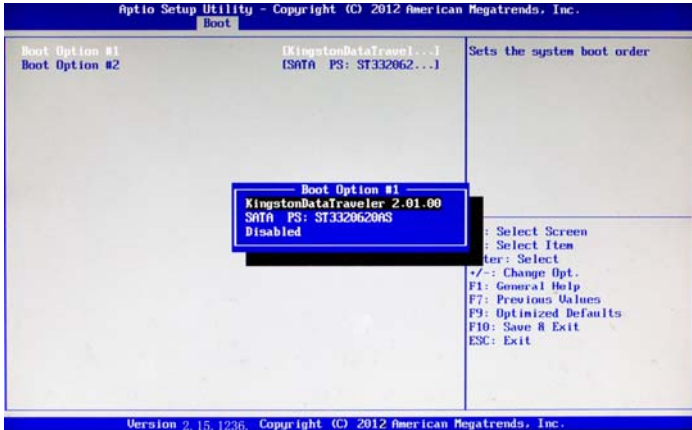 Aptio Setup Utility - Copyright (C) 2012 American Megatrends, Inc.
Boot
Boot Option #1 [KingstonDataTravel...]
Boot Option #2 [SATA PS: ST332062...]
Sets the system boot order
Boot Option #1
KingstonDataTraveler 2.01.00
SATA PS: ST3320620AS
Disabled
: Select Screen
: Select Item
ter: Select
+/-: Change Opt.
F1: General Help
F7: Previous Values
F9: Optimized Defaults
F10: Save & Exit
ESC: Exit
Version 2.15.1236. Copyright (C) 2012 American Megatrends, Inc.